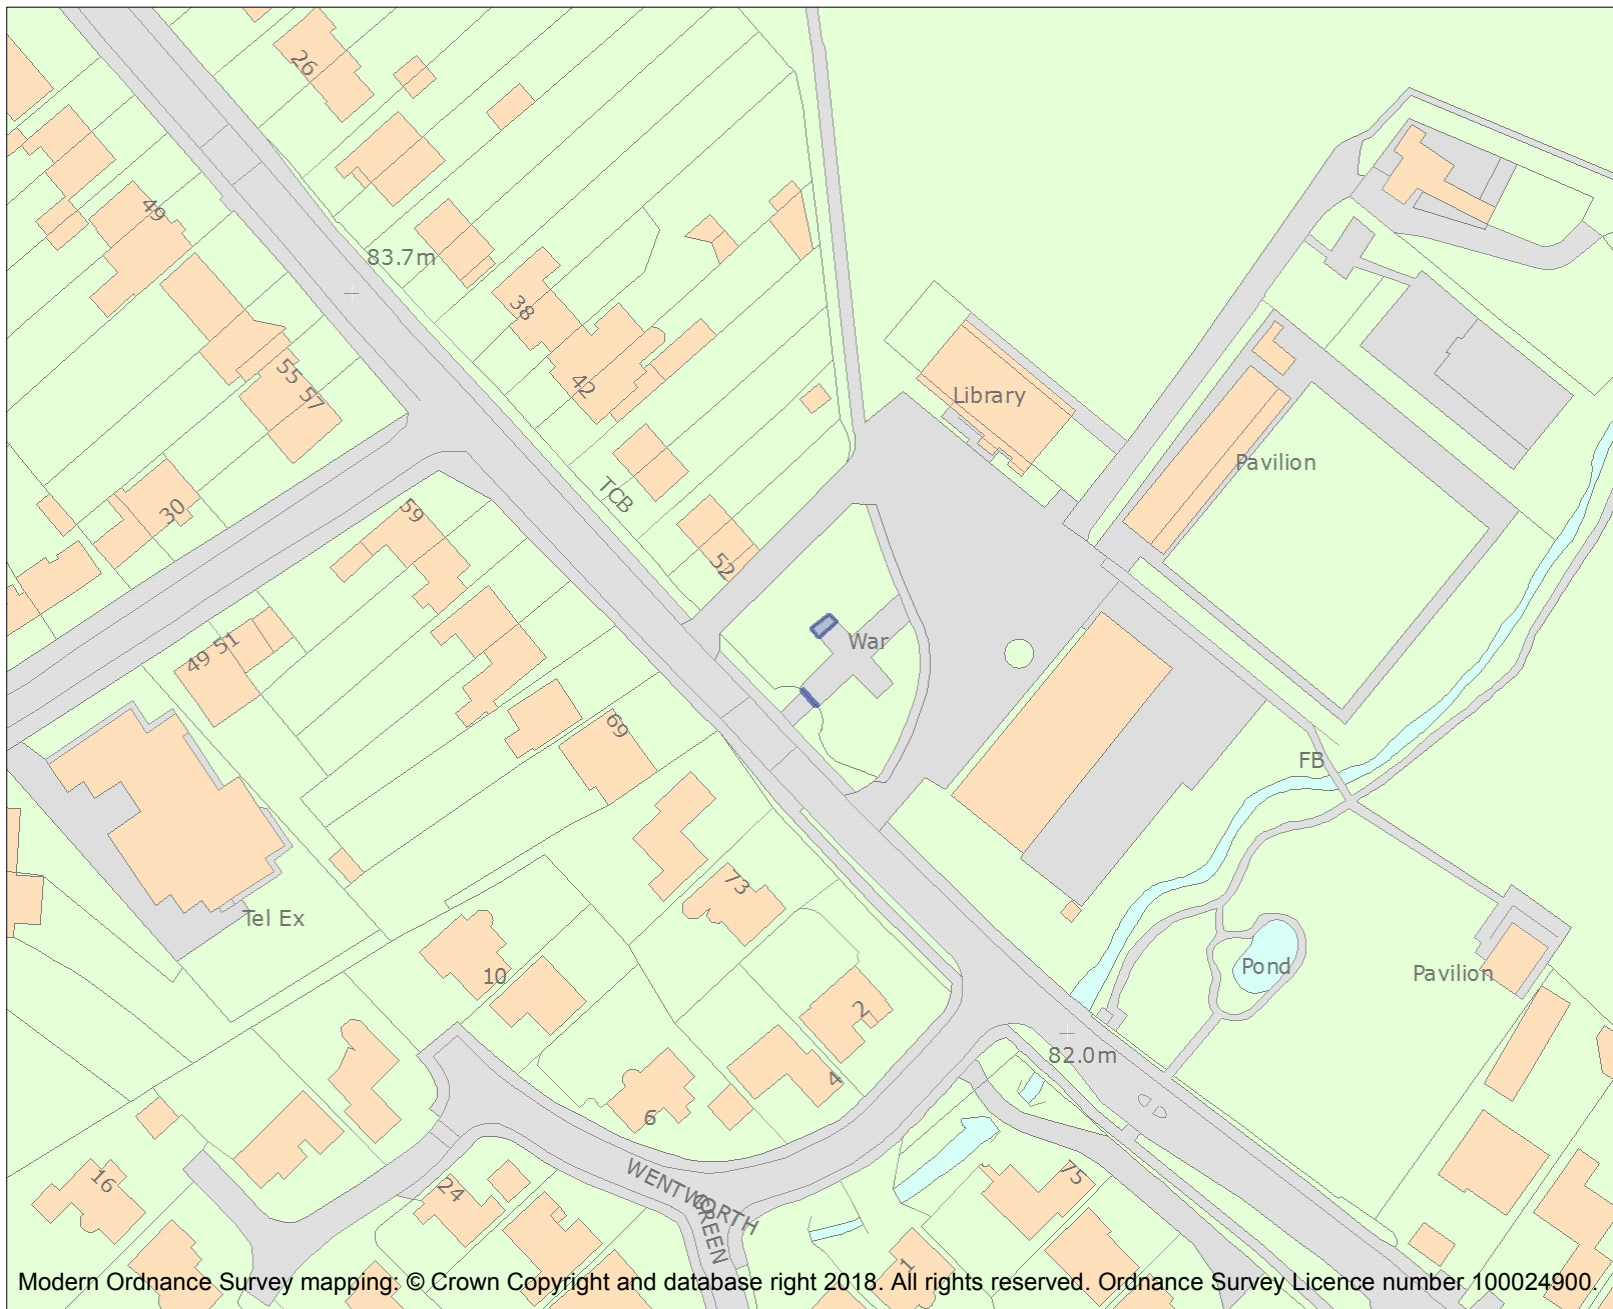 26
49
83.7m
38
55 57
42
Library
Pavilion
TCB
30
59
52
War
49 51
69
FB
73
Tel Ex
10
Pond
Pavilion
2
82.0m
4
6
16
24
75
WENTWORTH
GREEN
1
Modern Ordnance Survey mapping: © Crown Copyright and database right 2018. All rights reserved. Ordnance Survey Licence number 100024900.